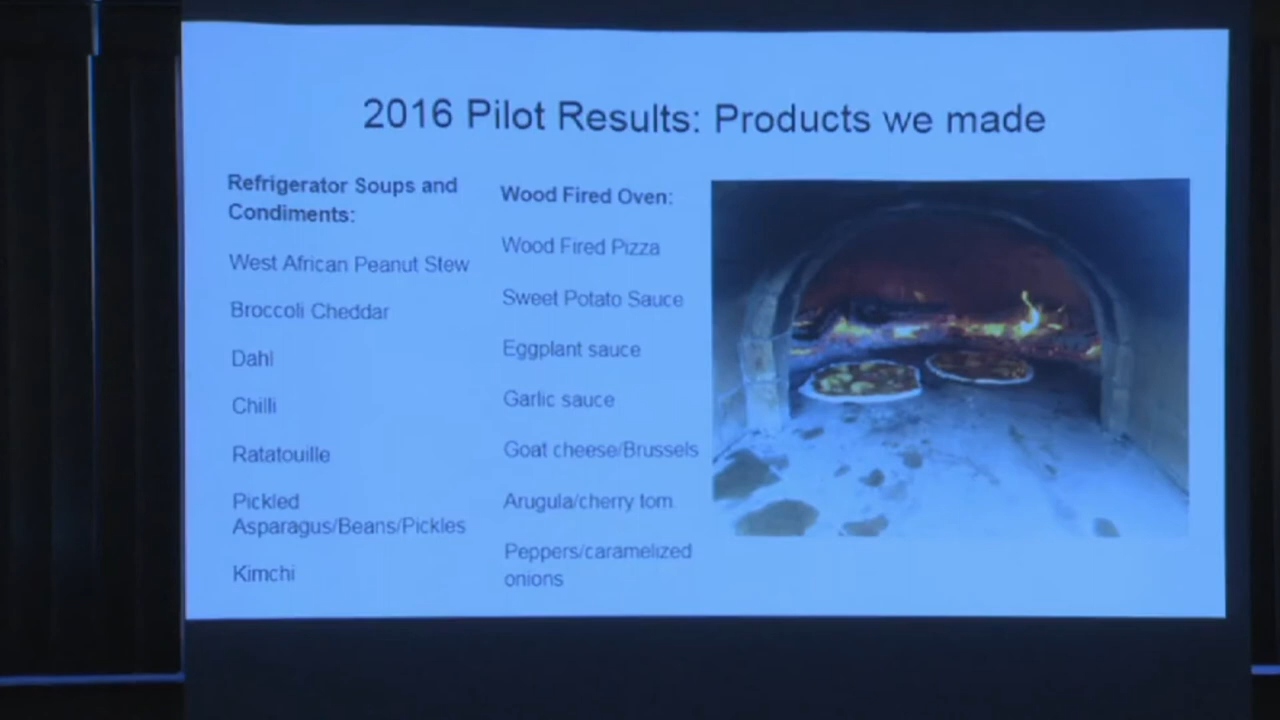 2016 Pilot Results: Products we made
Refrigerator Soups and
Condiments:
West African Peanut Stew
Broccoli Cheddar
Dahl
Chilli
Ratatouille
Pickled
Asparagus/Beans/Pickles
Kimchi
Wood Fired Oven:
Wood Fired Pizza
Sweet Potato Sauce
Eggplant sauce
Garlic sauce
Goat cheese/Brussels
Arugula/cherry tom
Peppers/caramelized
onions